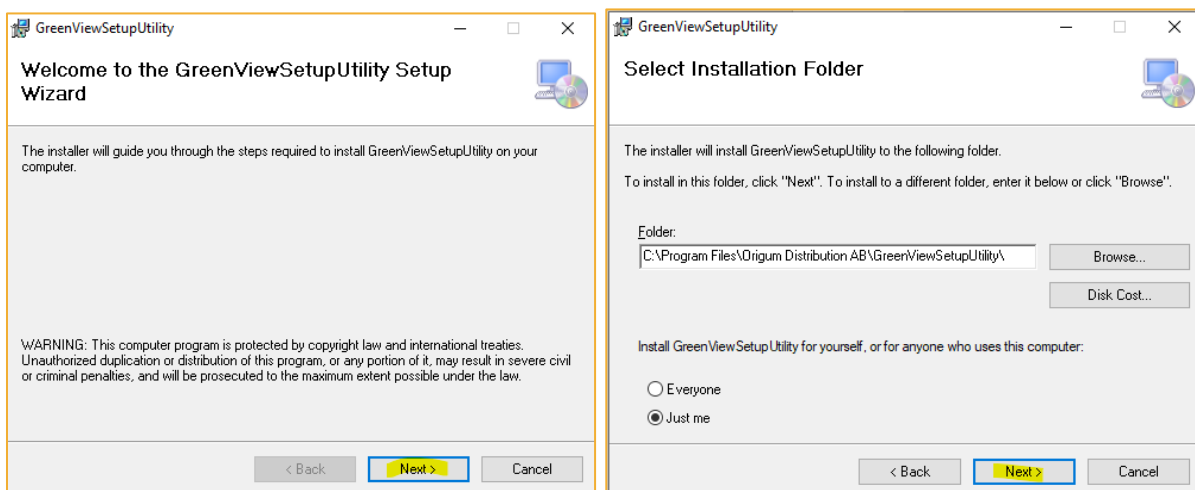 GreenViewSetupUtility
Welcome to the GreenViewSetupUtility Setup
Wizard
The installer will guide you through the steps required to install GreenViewSetupUtility on your
computer.
WARNING: This computer program is protected by copyright law and international treaties.
Unauthorized duplication or distribution of this program, or any portion of it, may result in severe civil
or criminal penalties, and will be prosecuted to the maximum extent possible under the law.
< Back
Next >
Cancel
GreenViewSetupUtility
Select Installation Folder
The installer will install GreenViewSetupUtility to the following folder.
To install in this folder, click "Next". To install to a different folder, enter it below or click "Browse".
Folder:
C:\Program Files\Origum Distribution AB\GreenViewSetupUtility\
Browse...
Disk Cost...
Install GreenViewSetupUtility for yourself, or for anyone who uses this computer:
Everyone
Just me
< Back
Next >
Cancel